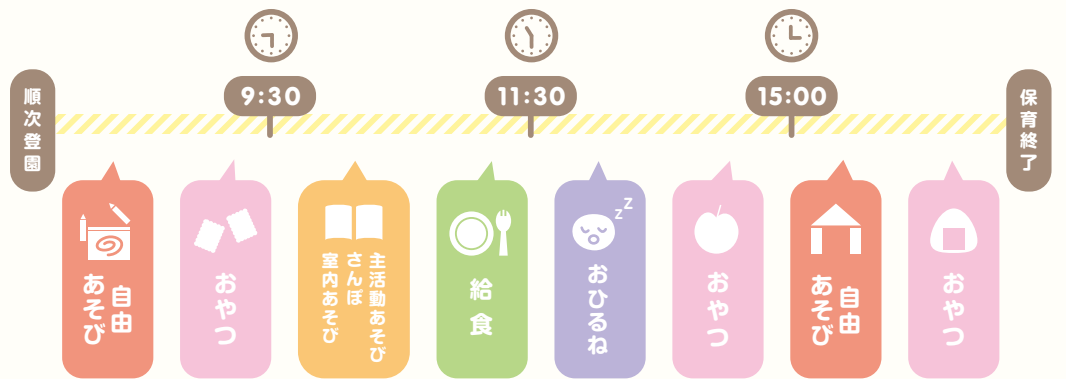 順次登園
9:30
11:30
15:00
保育終了
自由
あそび
おやつ
主活動あそび
さんぽ
室内あそび
給食
おひるね
z
Z
おやつ
自由
あそび
おやつ